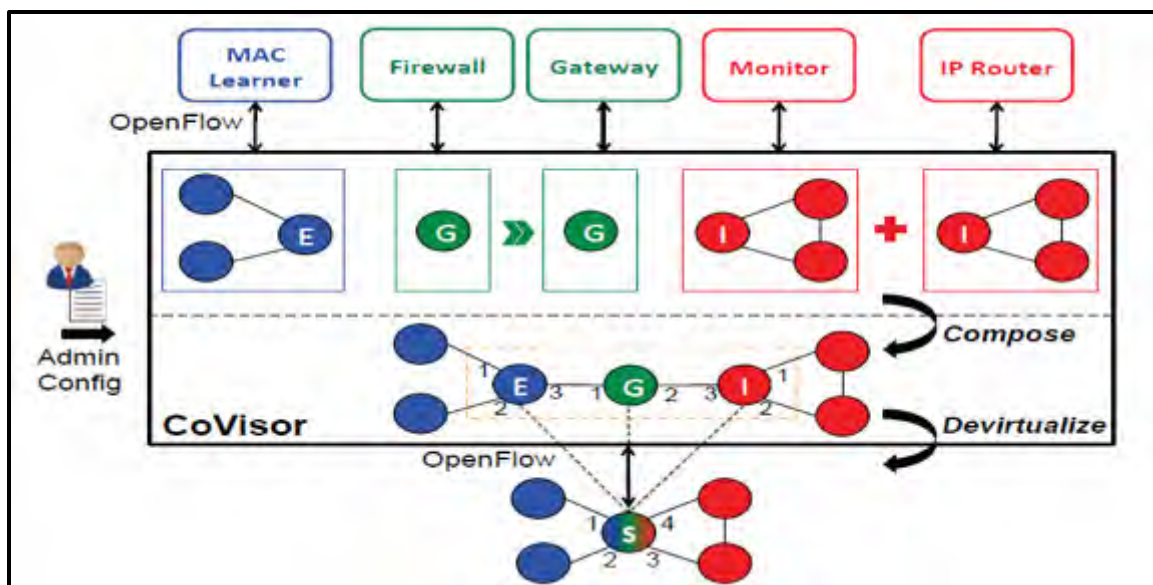 MAC
Learner
Firewall
Gateway
Monitor
IP Router
OpenFlow
E
G
»
G
I
+
I
Admin
Config
Compose
1
E
2
3
1
G
2
3
I
1
2
CoVisor
Devirtualize
OpenFlow
1
S
4
2
3